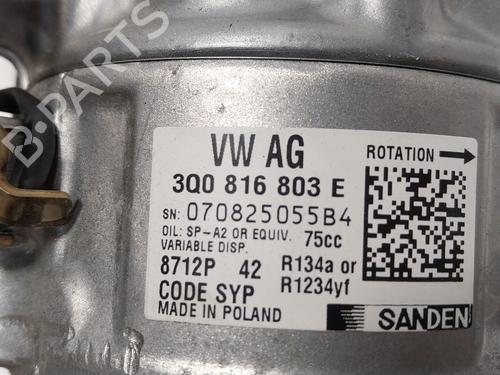 VW AG
ROTATION
3Q0 816 803 E
SN: 070825055B4
OIL: SP-A2 OR EQUIV. 75cc
VARIABLE DISP.
8712P 42 R134a or
R1234yf
CODE SYP
MADE IN POLAND
SANDEN
B-PARTS